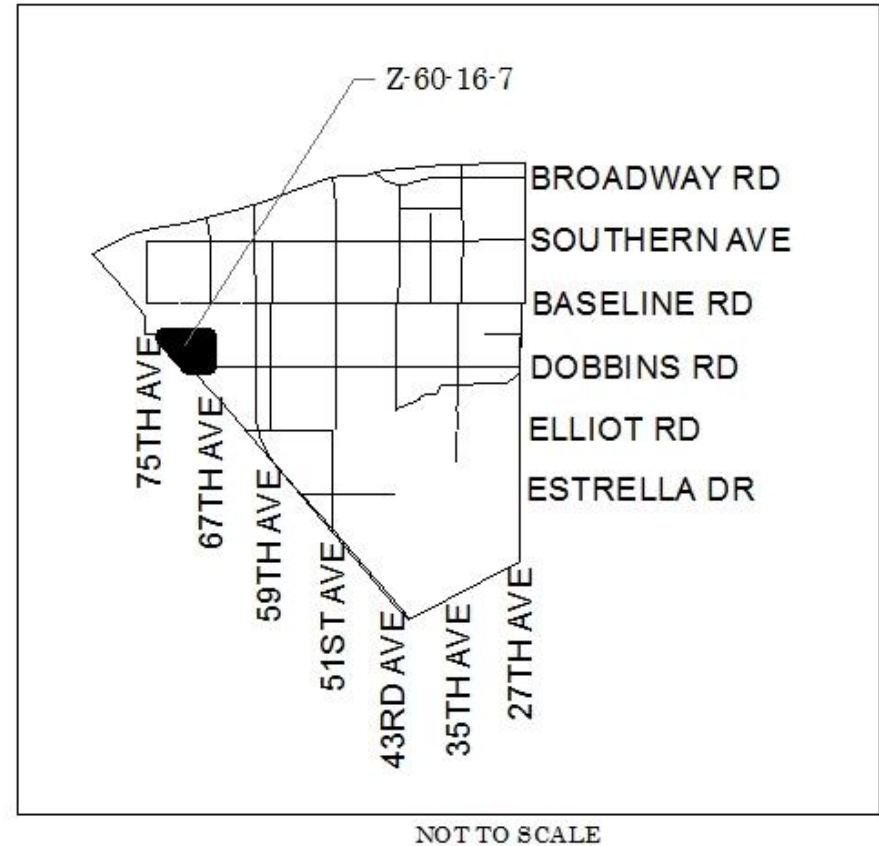 Z-60-16-7
BROADWAY RD
SOUTHERN AVE
BASELINE RD
DOBBINS RD
ELLIOT RD
ESTRELLA DR
75TH AVE
67TH AVE
59TH AVE
51ST AVE
43RD AVE
35TH AVE
27TH AVE
NOT TO SCALE